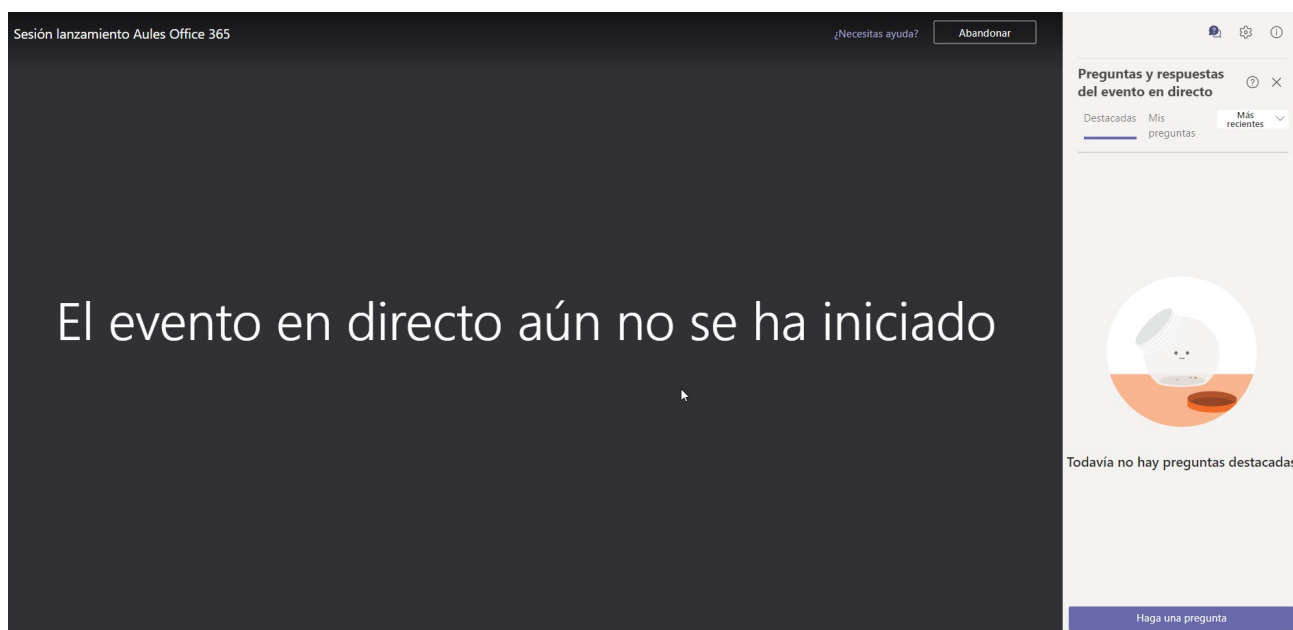 Sesión lanzamiento Aules Office 365
¿Necesitas ayuda?
Abandonar
El evento en directo aún no se ha iniciado
Preguntas y respuestas
del evento en directo
Destacadas
Mis
preguntas
Más
recientes
Todavía no hay preguntas destacadas
Haga una pregunta